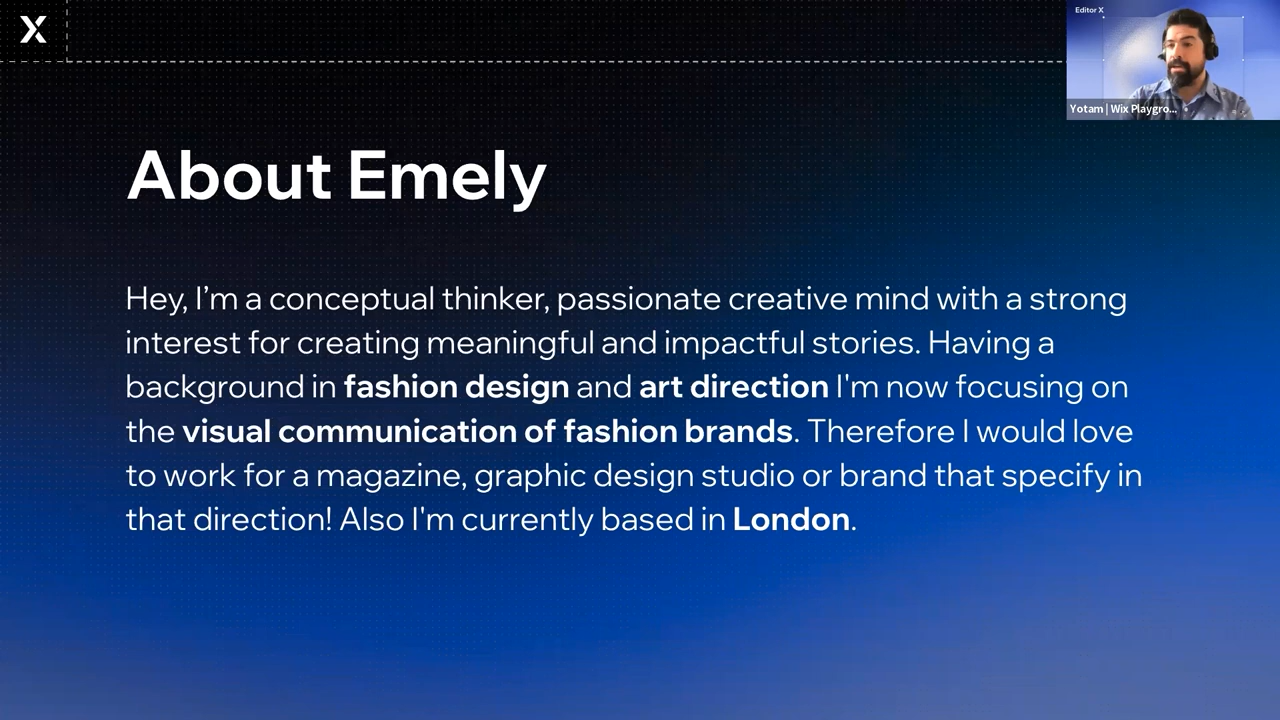 X
Editor X
Yotam | Wix Playgro...
About Emely
Hey, I’m a conceptual thinker, passionate creative mind with a strong
interest for creating meaningful and impactful stories. Having a
background in fashion design and art direction I'm now focusing on
the visual communication of fashion brands. Therefore I would love
to work for a magazine, graphic design studio or brand that specify in
that direction! Also I'm currently based in London.